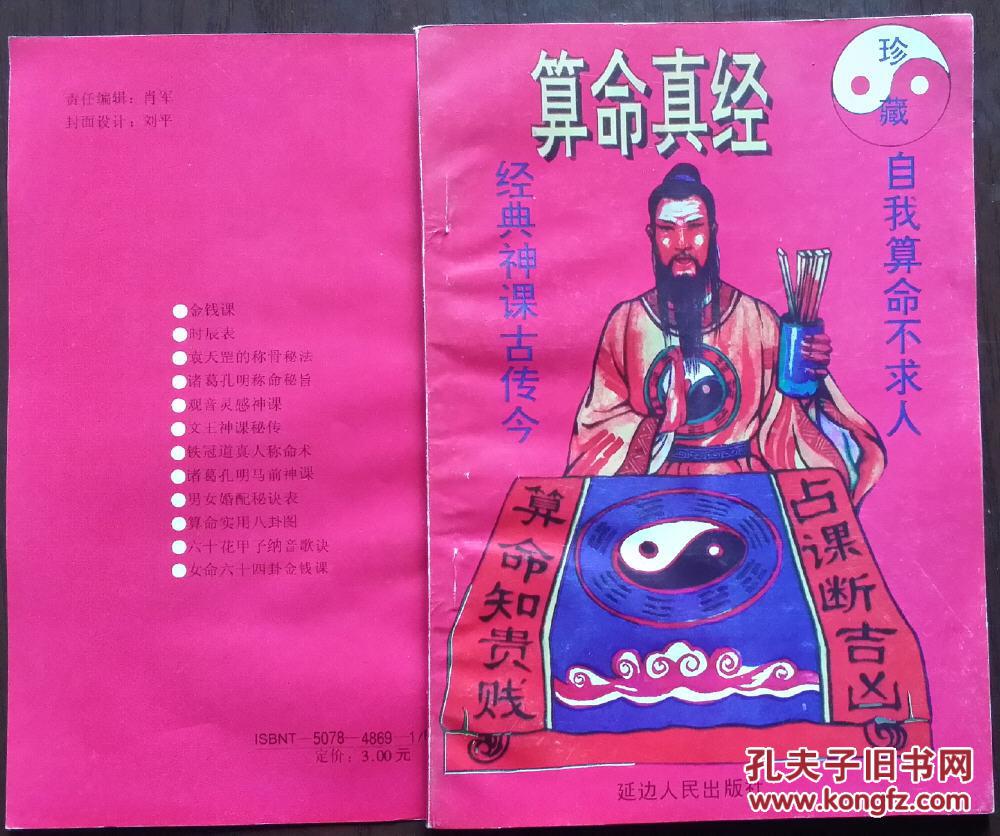 责任编辑：肖军
封面设计：刘平
●金钱课
●时辰表
●袁天罡的称骨秘法
●诸葛孔明称命秘旨
●观音灵感神课
●文王神课秘传
●铁冠道真人称命术
●诸葛孔明马前神课
●男女婚配秘诀表
●算命实用八卦图
●六十花甲子纳音歌诀
●女命六十四卦金钱课
ISBNT—5078—4869—1/
定价：3.00元
算命真经
珍藏
自我算命不求人
经典神课古传今
占课断吉凶
算命知贵贱
延边人民出版社
孔夫子旧书网
www.kongfz.com